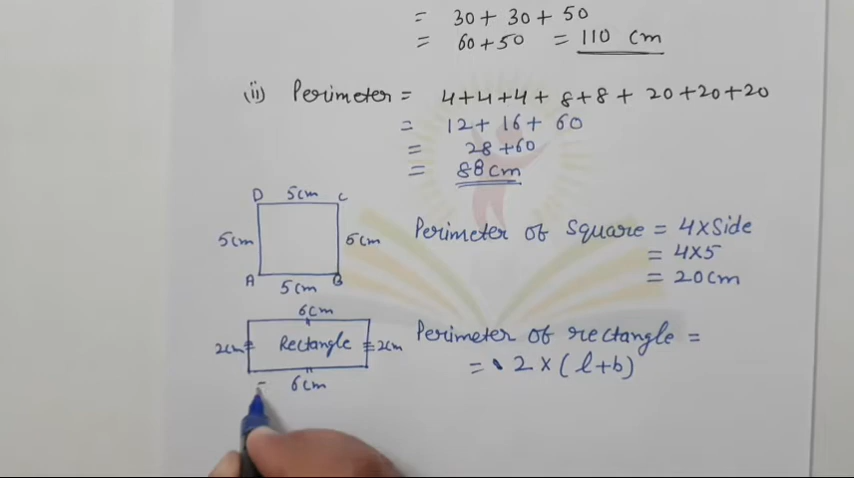 = 30 + 30 + 50
= 60 + 50 = 110 cm
(ii) Perimeter = 4+4+4+ 8+8 + 20+20+20
= 12 + 16 + 60
= 28 + 60
= 88 cm
D 5cm C
5cm 5cm
A 5cm B
Perimeter of square = 4 x Side
= 4 x 5
= 20 cm
6cm
2cm Rectangle 2cm
6cm
Perimeter of rectangle =
= 2 x (l+b)